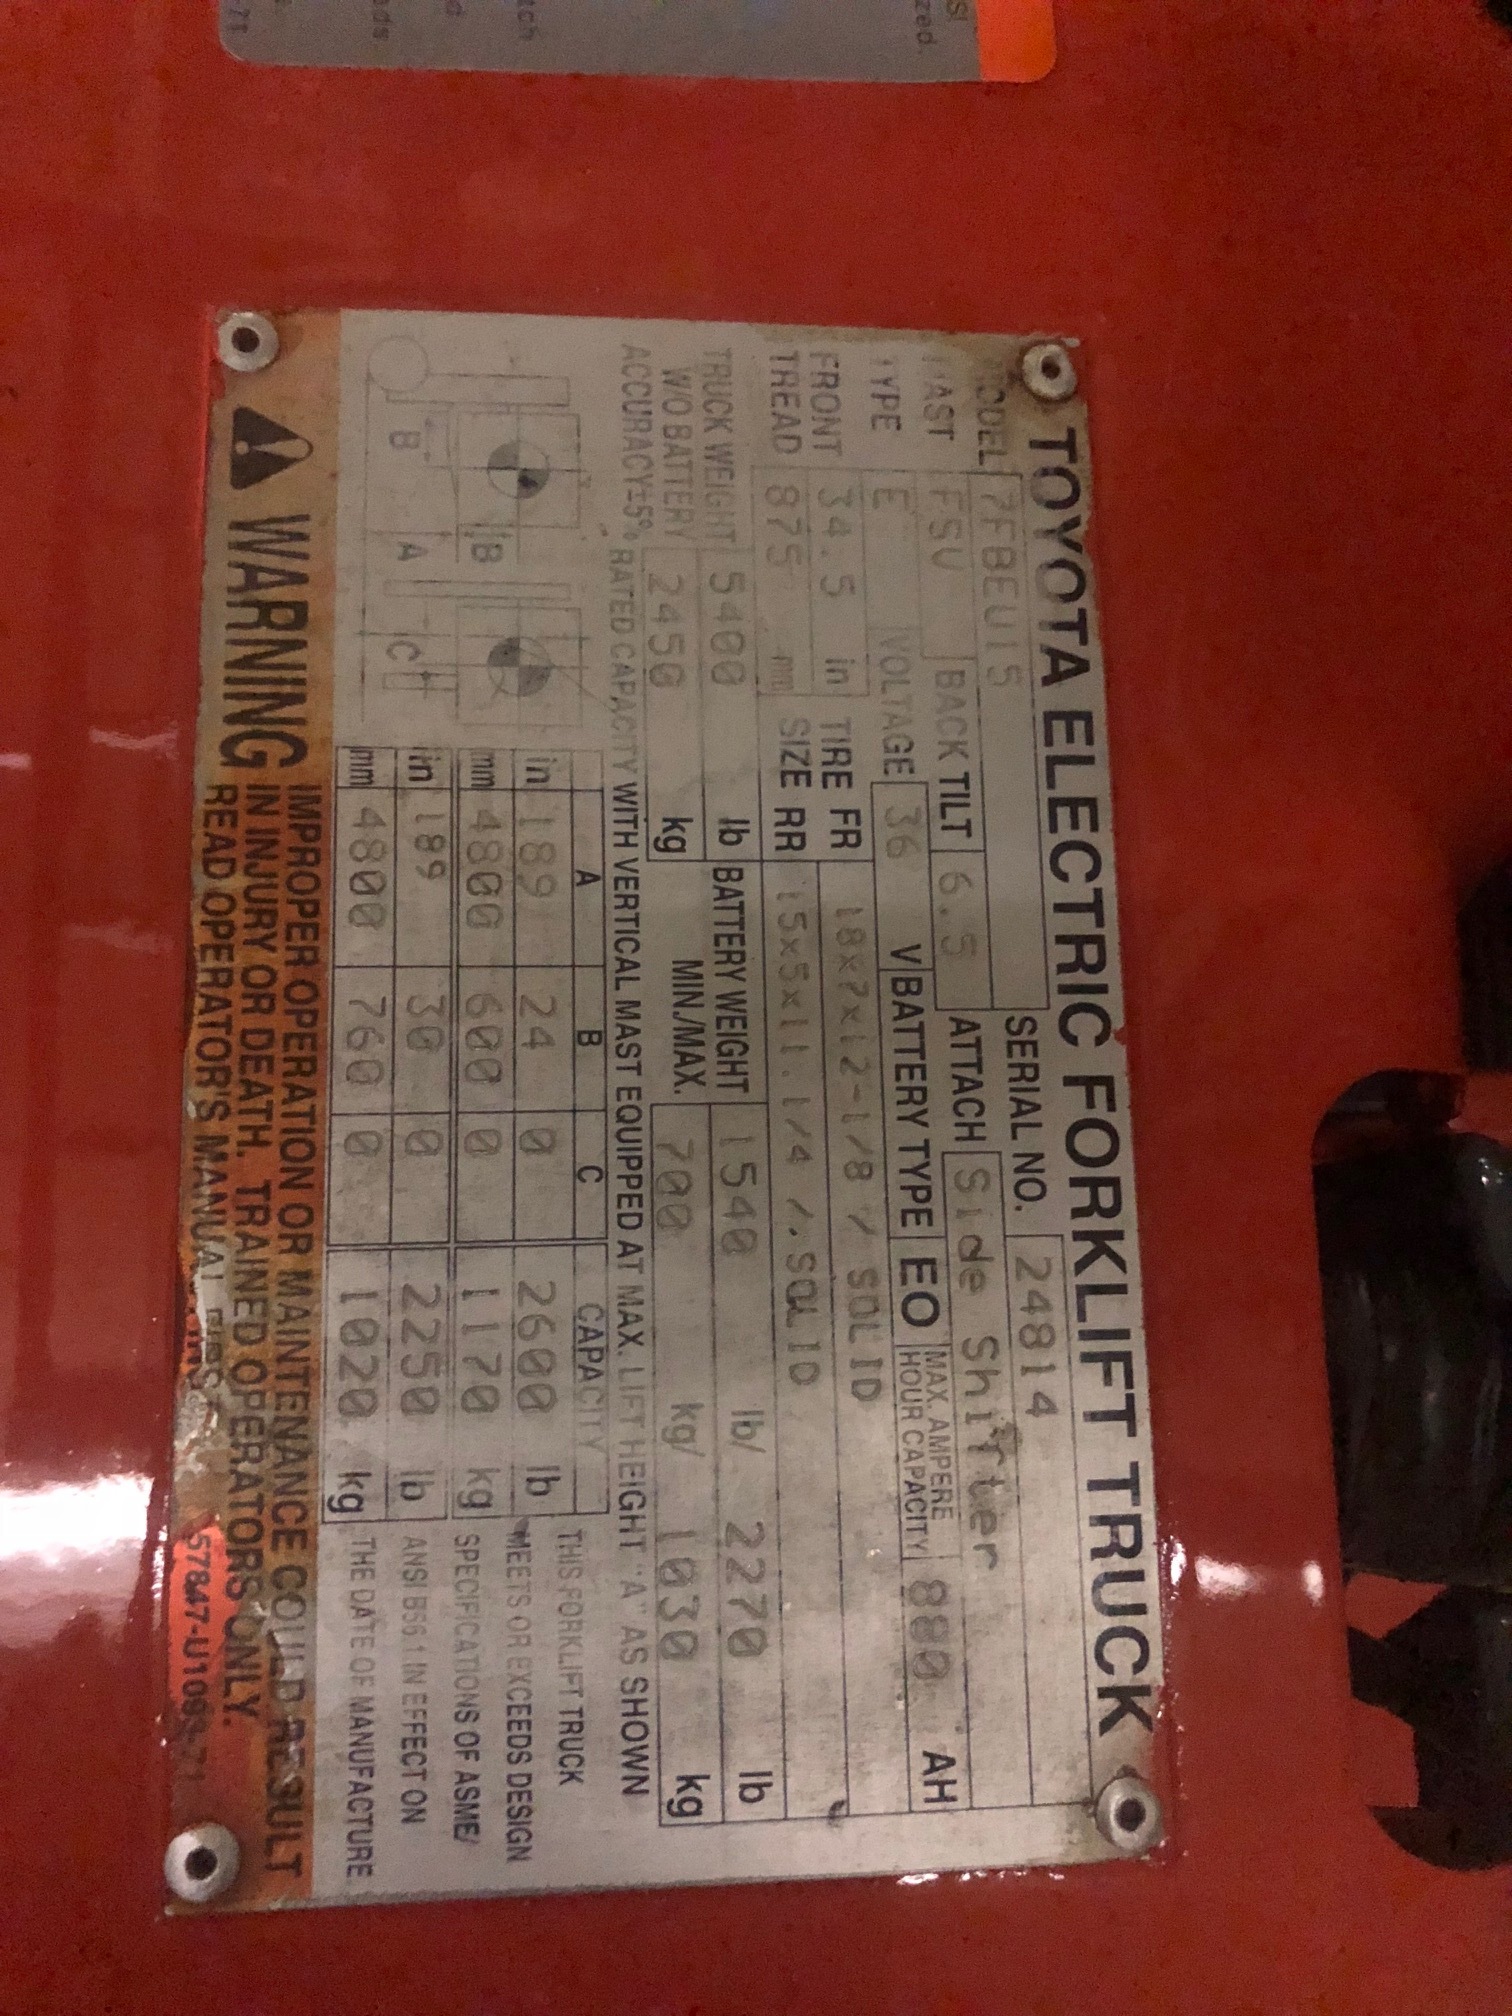 TOYOTA ELECTRIC FORKLIFT TRUCK
MODEL 7FBEU15 SERIAL NO. 24814
MAST FSV BACK TILT 6.5 ATTACH Side Shifter
TYPE E VOLTAGE 36 V BATTERY TYPE EO MAX. AMPERE HOUR CAPACITY 880 AH
FRONT 34.5 in TIRE FR 18x7x12-1/8 / SOLID
TREAD 875 mm SIZE RR 15x5x11.1/4 /. SOLID
TRUCK WEIGHT 5400 lb BATTERY WEIGHT 1540 lb/ 2270 lb
W/O BATTERY 2450 kg MIN./MAX. 700 kg/ 1030 kg
ACCURACY±5% RATED CAPACITY WITH VERTICAL MAST EQUIPPED AT MAX. LIFT HEIGHT "A" AS SHOWN
A B C CAPACITY
in 189 24 0 2600 lb
mm 4800 600 0 1170 kg
in 189 30 0 2250 lb
mm 4800 760 0 1020 kg
B
B A C
THIS FORKLIFT TRUCK
MEETS OR EXCEEDS DESIGN
SPECIFICATIONS OF ASME/
ANSI B56.1 IN EFFECT ON
THE DATE OF MANUFACTURE
WARNING
IMPROPER OPERATION OR MAINTENANCE COULD RESULT
IN INJURY OR DEATH. TRAINED OPERATORS ONLY.
READ OPERATOR'S MANUAL
zed.
tch
ads
-71